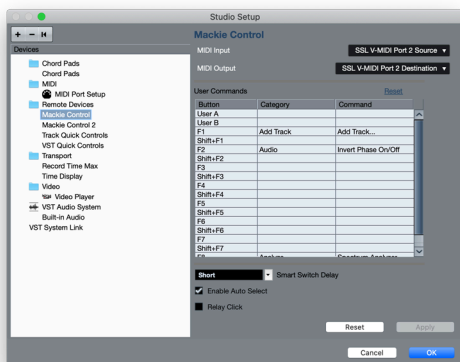 Studio Setup
Devices
Chord Pads
Chord Pads
MIDI
MIDI Port Setup
Remote Devices
Mackie Control
Mackie Control 2
Track Quick Controls
VST Quick Controls
Transport
Record Time Max
Time Display
Video
Video Player
VST Audio System
Built-in Audio
VST System Link
Mackie Control
MIDI Input SSL V-MIDI Port 2 Source
MIDI Output SSL V-MIDI Port 2 Destination
User Commands Reset
Button Category Command
User A
User B
F1 Add Track Add Track...
Shift+F1
F2 Audio Invert Phase On/Off
Shift+F2
F3
Shift+F3
F4
Shift+F4
F5
Shift+F5
F6
Shift+F6
F7
Shift+F7
F8 Analyze Spectrum Analyzer
Short Smart Switch Delay
Enable Auto Select
Relay Click
Reset Apply
Cancel OK